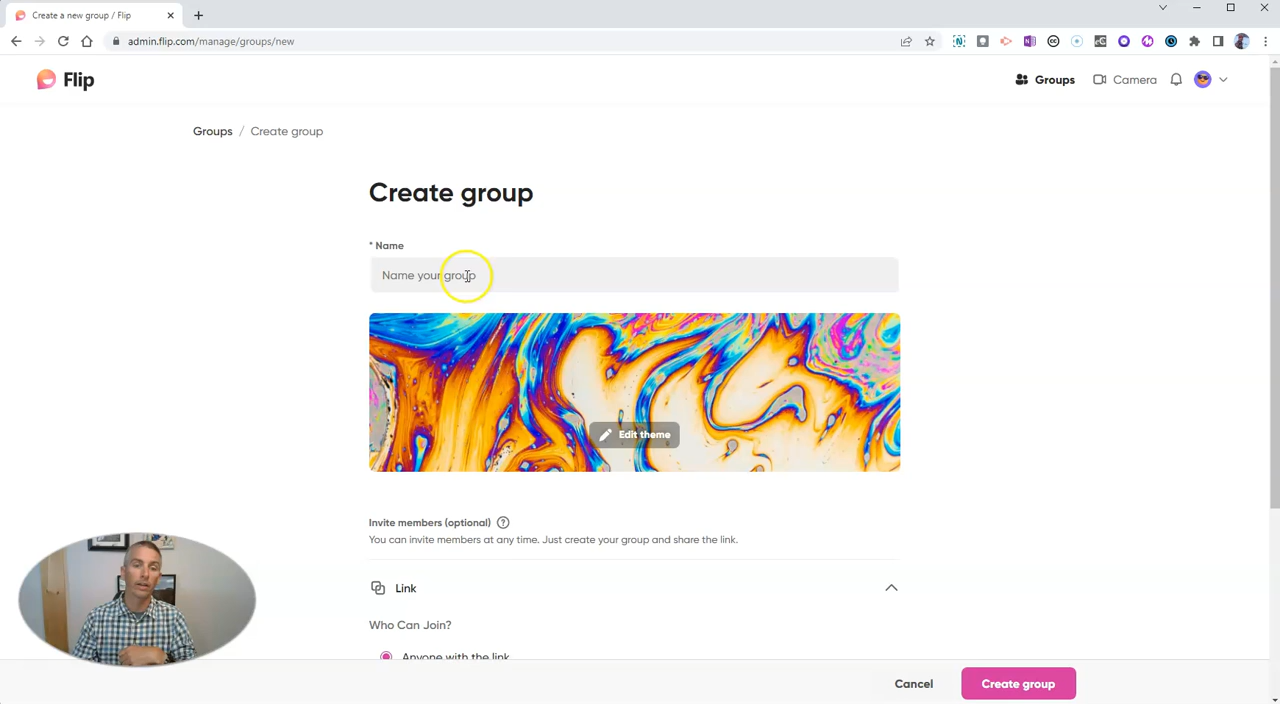 Create a new group / Flip
admin.flip.com/manage/groups/new
Flip
Groups
Camera
Groups / Create group
Create group
* Name
Name your group
Edit theme
Invite members (optional)
You can invite members at any time. Just create your group and share the link.
Link
Who Can Join?
Anyone with the link
Cancel
Create group